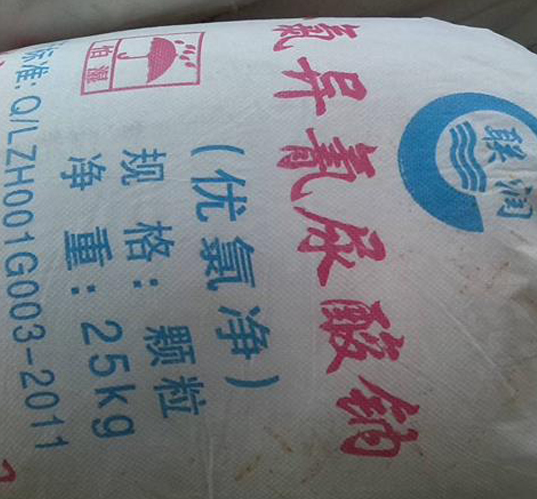 联润
氯异氰尿酸钠
(优氯净)
规格：颗粒
净重：25kg
怕湿
标准:Q/LZH001G003-2011